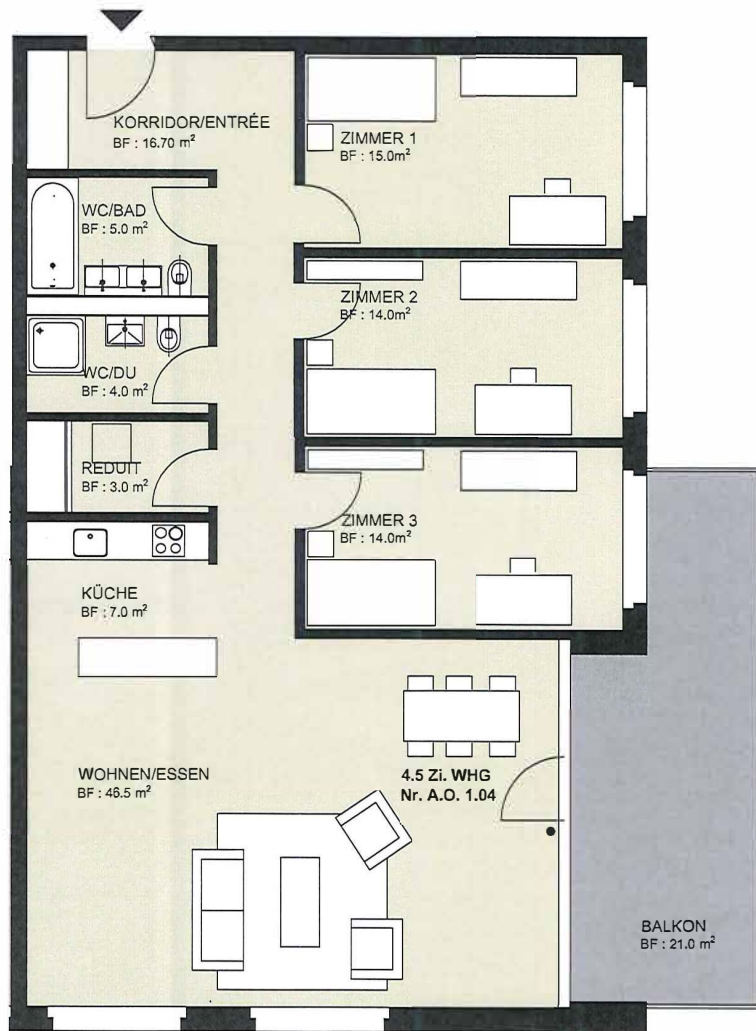 KORRIDOR/ENTRÉE
BF : 16.70 m²
ZIMMER 1
BF : 15.0m²
WC/BAD
BF : 5.0 m²
ZIMMER 2
BF : 14.0m²
WC/DU
BF : 4.0 m²
REDUIT
BF : 3.0 m²
ZIMMER 3
BF : 14.0m²
KÜCHE
BF : 7.0 m²
WOHNEN/ESSEN
BF : 46.5 m²
4.5 Zi. WHG
Nr. A.O. 1.04
BALKON
BF : 21.0 m²